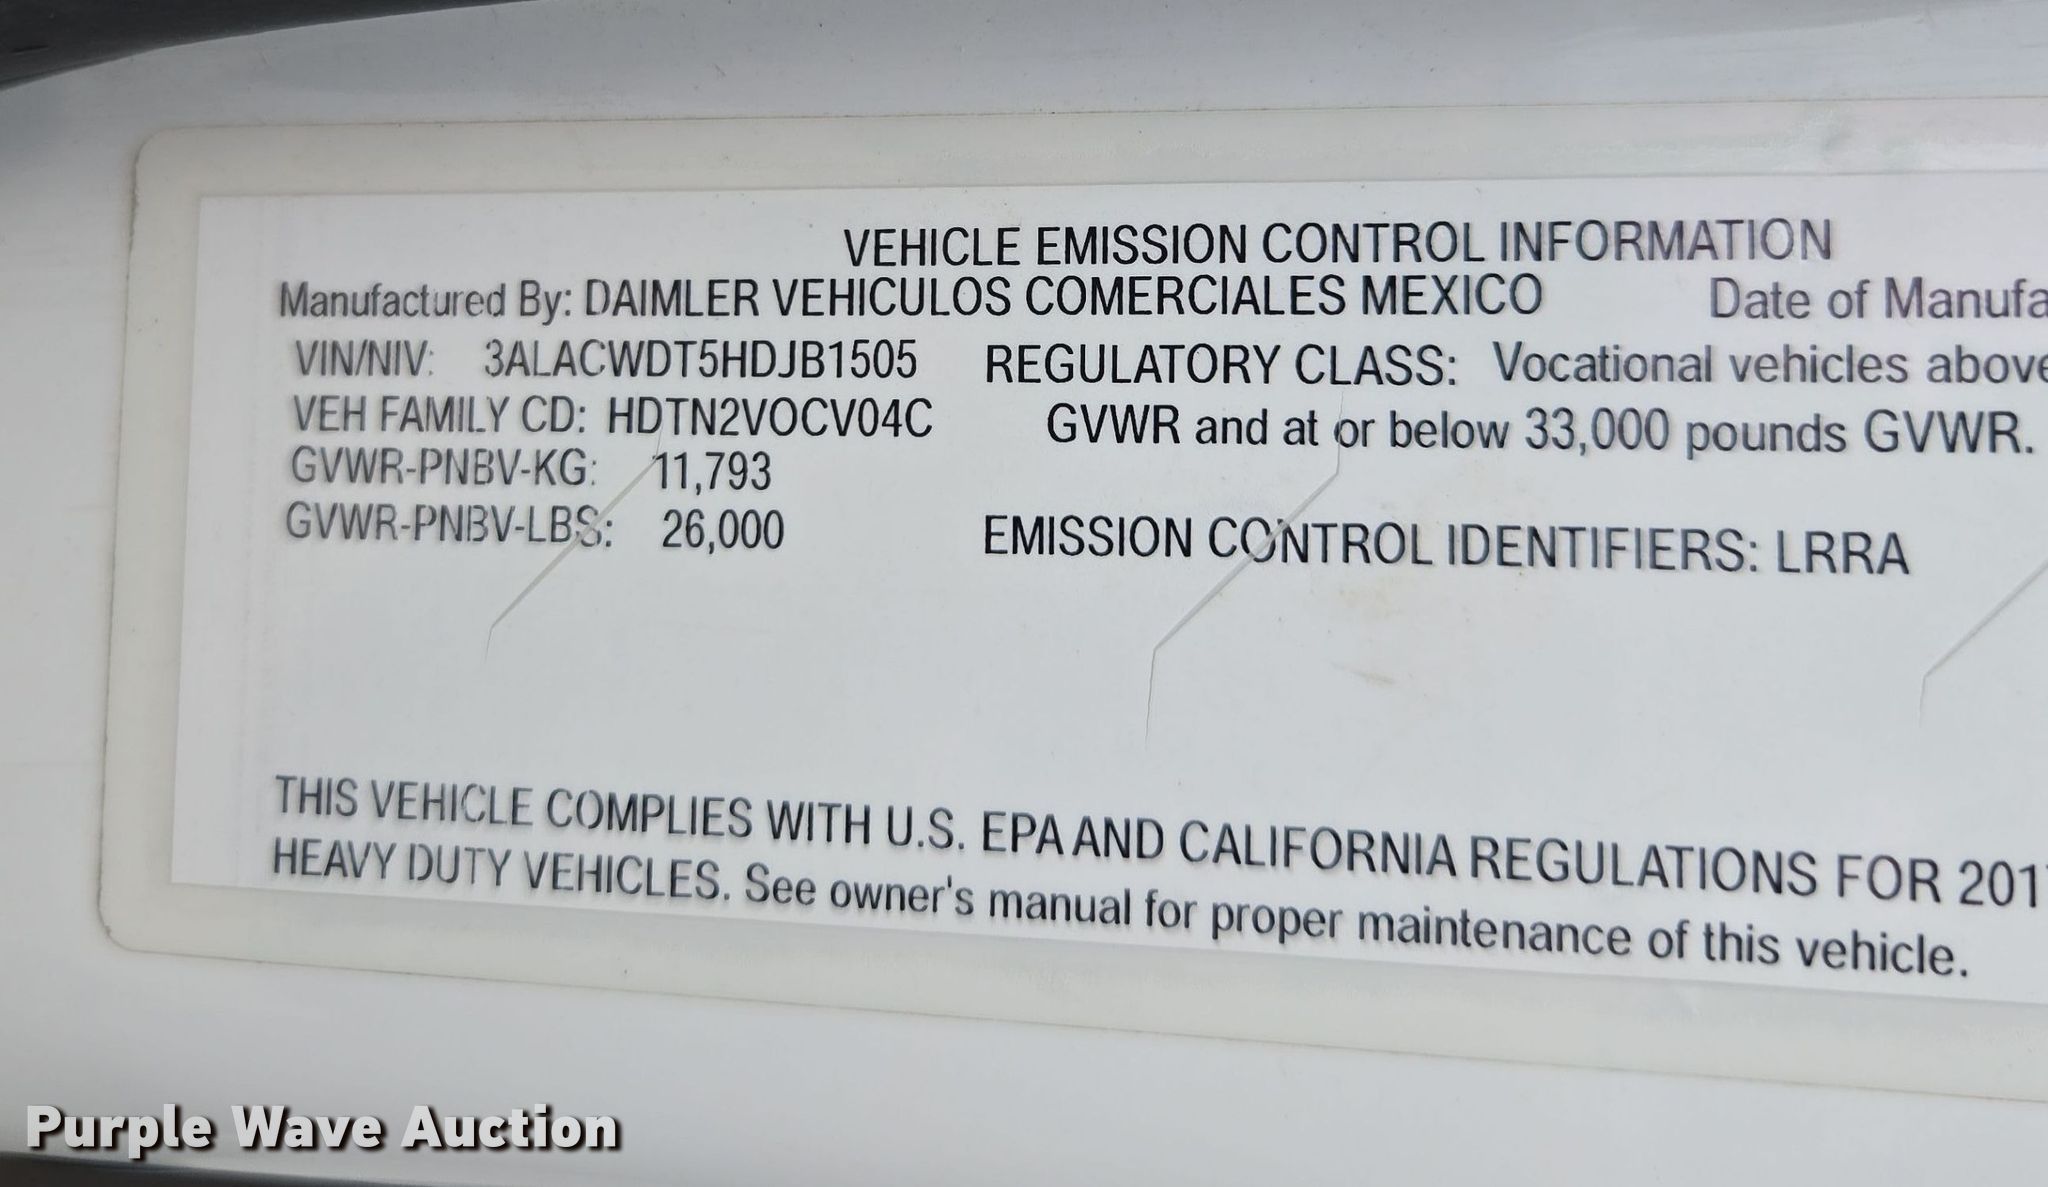 VEHICLE EMISSION CONTROL INFORMATION
Manufactured By: DAIMLER VEHICULOS COMERCIALES MEXICO Date of Manufa
VIN/NIV: 3ALACWDT5HDJB1505 REGULATORY CLASS: Vocational vehicles above
VEH FAMILY CD: HDTN2VOCV04C GVWR and at or below 33,000 pounds GVWR.
GVWR-PNBV-KG: 11,793
GVWR-PNBV-LBS: 26,000 EMISSION CONTROL IDENTIFIERS: LRRA
THIS VEHICLE COMPLIES WITH U.S. EPA AND CALIFORNIA REGULATIONS FOR 201
HEAVY DUTY VEHICLES. See owner's manual for proper maintenance of this vehicle.
Purple Wave Auction